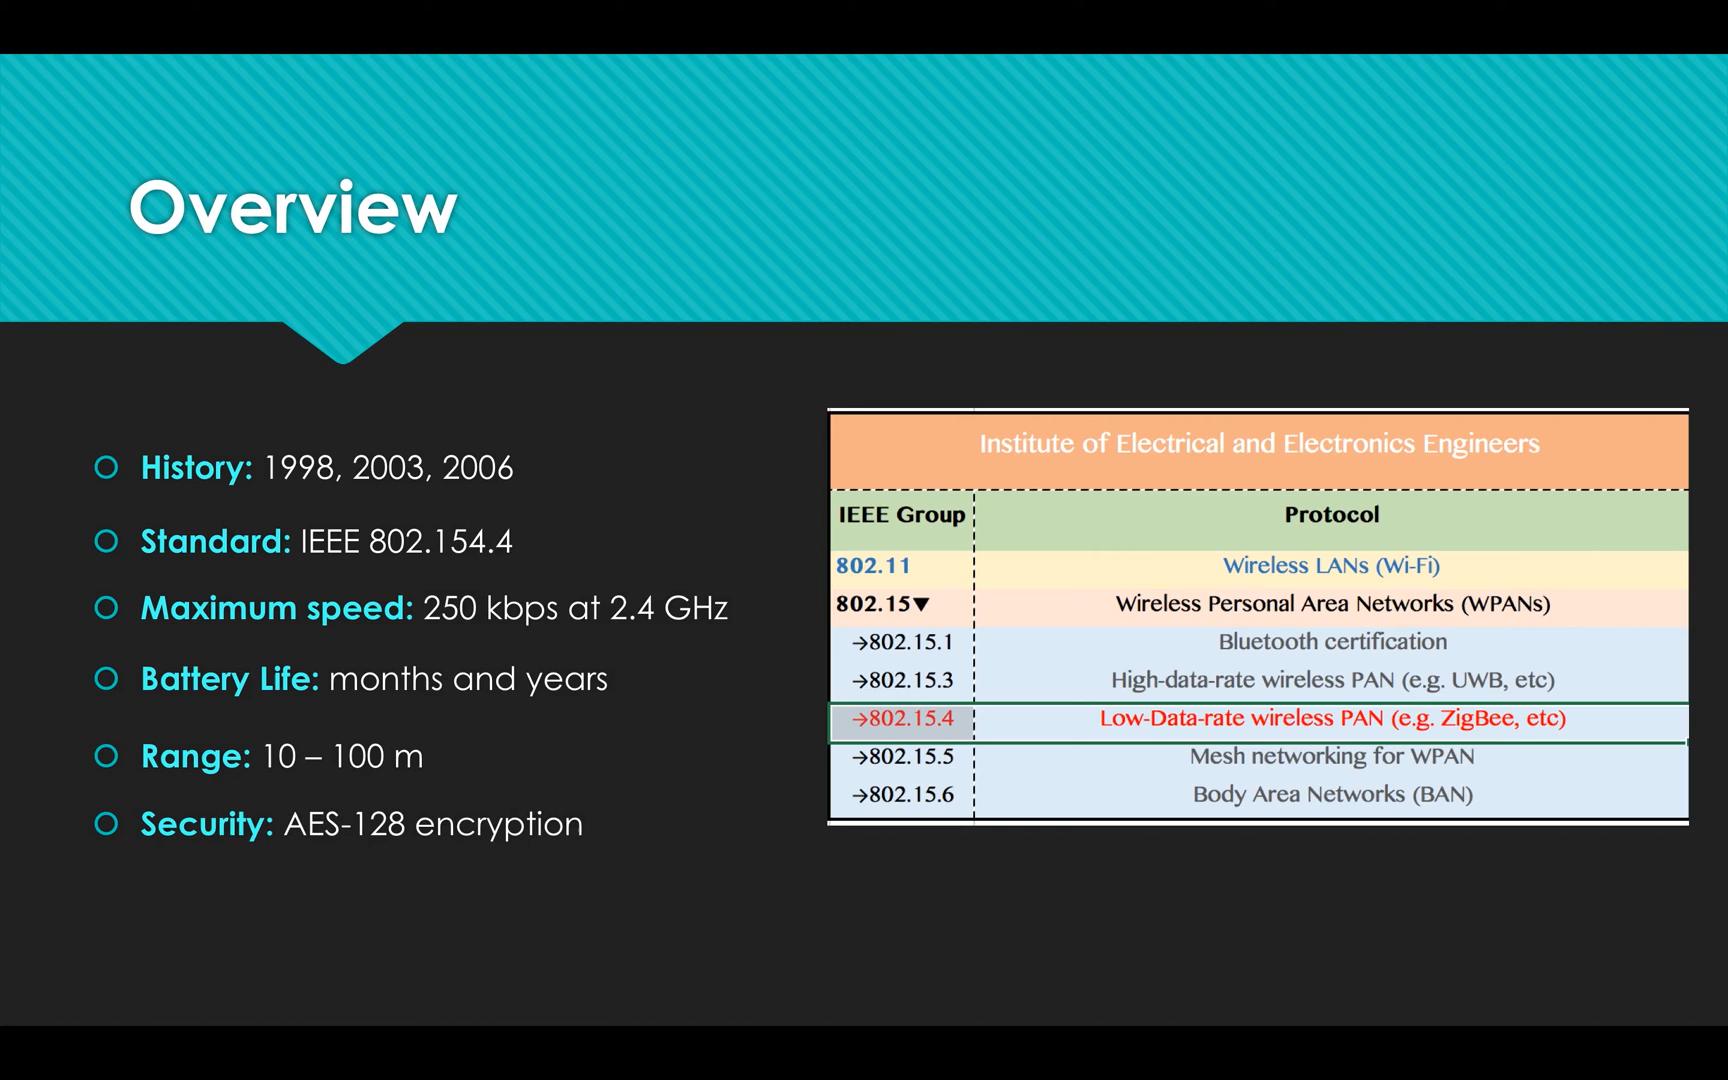 Overview
History: 1998, 2003, 2006
Standard: IEEE 802.154.4
Maximum speed: 250 kbps at 2.4 GHz
Battery Life: months and years
Range: 10 – 100 m
Security: AES-128 encryption
Institute of Electrical and Electronics Engineers
IEEE Group Protocol
802.11 Wireless LANs (Wi-Fi)
802.15▼ Wireless Personal Area Networks (WPANs)
→802.15.1 Bluetooth certification
→802.15.3 High-data-rate wireless PAN (e.g. UWB, etc)
→802.15.4 Low-Data-rate wireless PAN (e.g. ZigBee, etc)
→802.15.5 Mesh networking for WPAN
→802.15.6 Body Area Networks (BAN)